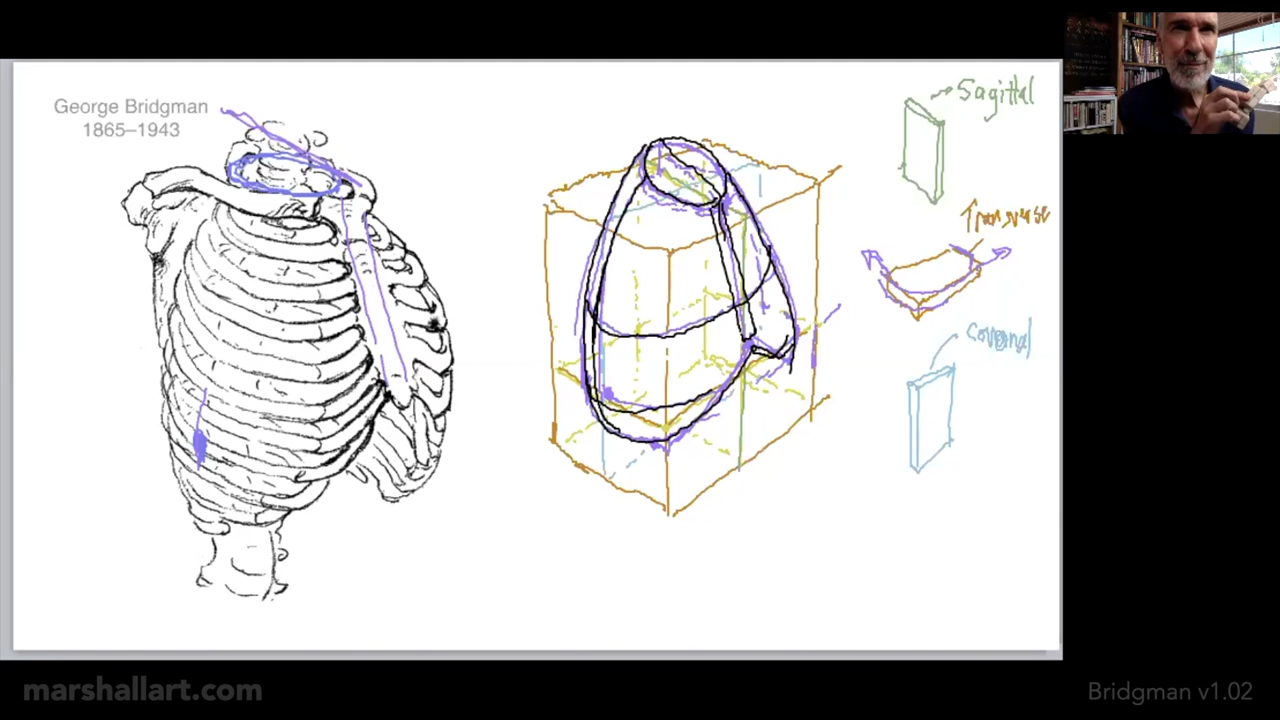 George Bridgman
1865–1943
Sagittal
Transverse
Coronal
marshallart.com
Bridgman v1.02